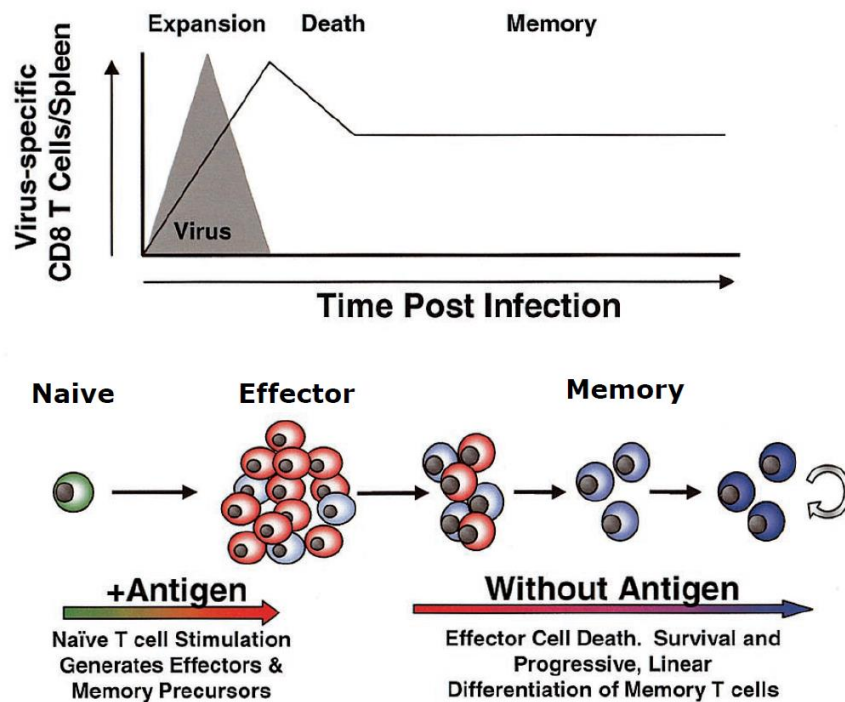 Expansion Death Memory
Virus-specific
CD8 T Cells/Spleen
Virus
Time Post Infection
Naive Effector Memory
+Antigen
Naïve T cell Stimulation
Generates Effectors &
Memory Precursors
Without Antigen
Effector Cell Death. Survival and
Progressive, Linear
Differentiation of Memory T cells